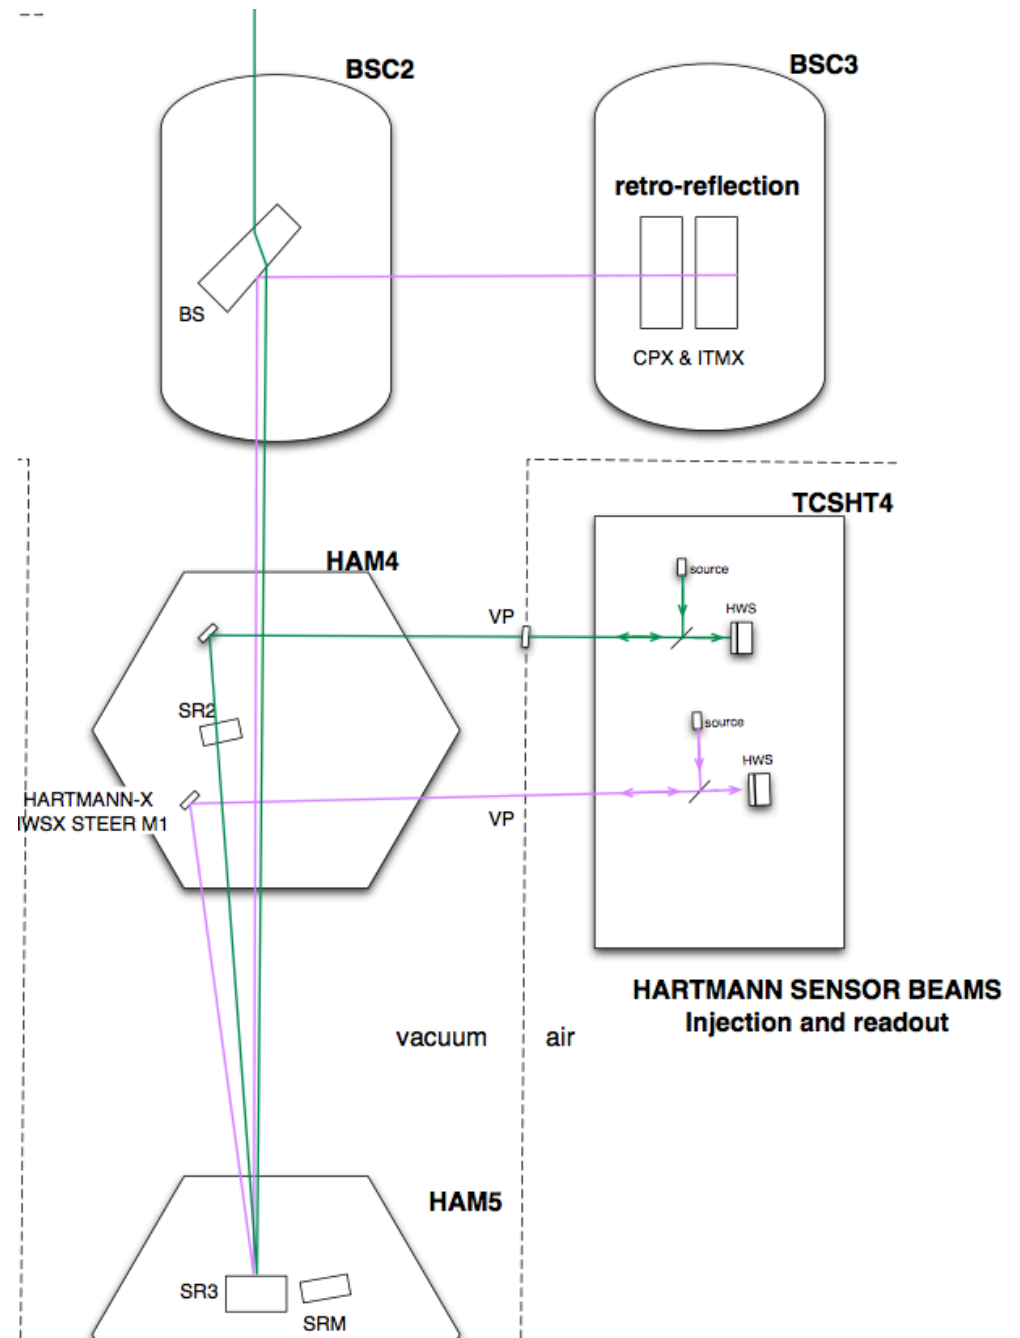 BSC2
BSC3
retro-reflection
BS
CPX & ITMX
TCSHT4
HAM4
source
VP
HWS
SR2
source
HWS
HARTMANN-X
WSX STEER M1
VP
HARTMANN SENSOR BEAMS
Injection and readout
vacuum
air
HAM5
SR3
SRM